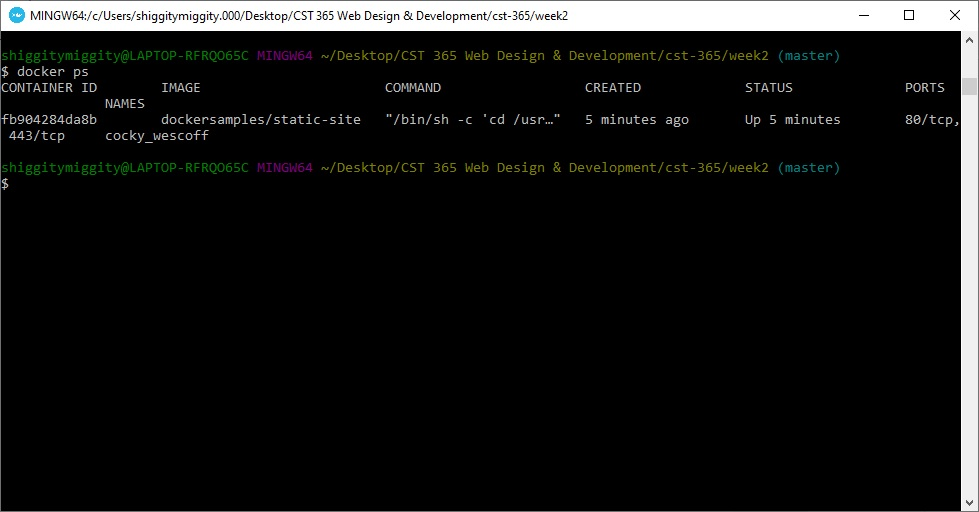 MINGW64:/c/Users/shiggitymiggity.000/Desktop/CST 365 Web Design & Development/cst-365/week2
shiggitymiggity@LAPTOP-RFRQO65C MINGW64 ~/Desktop/CST 365 Web Design & Development/cst-365/week2 (master)
$ docker ps
CONTAINER ID        IMAGE                       COMMAND                  CREATED             STATUS              PORTS
             NAMES
fb904284da8b        dockersamples/static-site   "/bin/sh -c 'cd /usr…"   5 minutes ago       Up 5 minutes        80/tcp,
 443/tcp     cocky_wescoff
shiggitymiggity@LAPTOP-RFRQO65C MINGW64 ~/Desktop/CST 365 Web Design & Development/cst-365/week2 (master)
$